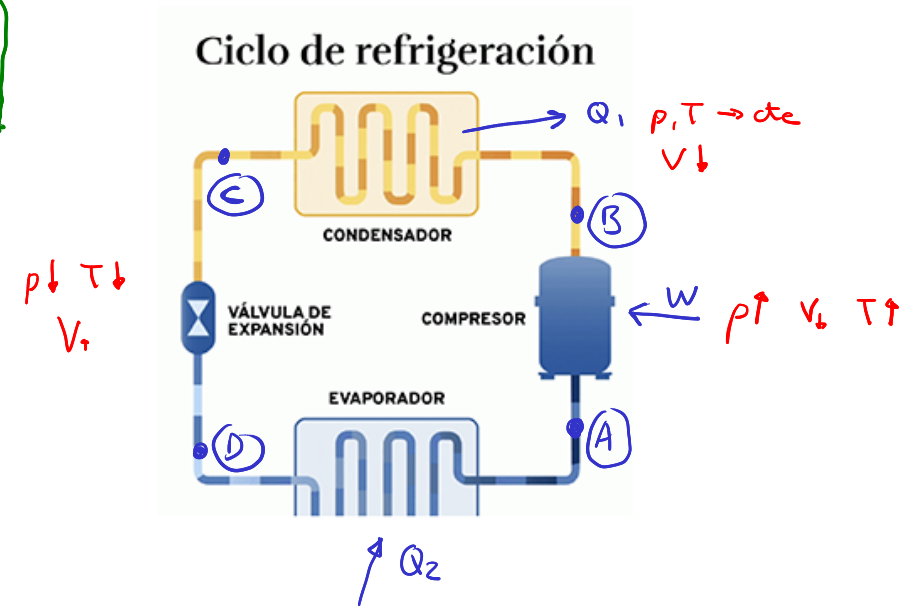 Ciclo de refrigeración
Q₁ p, T → cte
V↓
C
B
CONDENSADOR
p↓ T↓
V↑
VÁLVULA DE
EXPANSIÓN
COMPRESOR
W
p↑ V↓ T↑
EVAPORADOR
D
A
Q₂